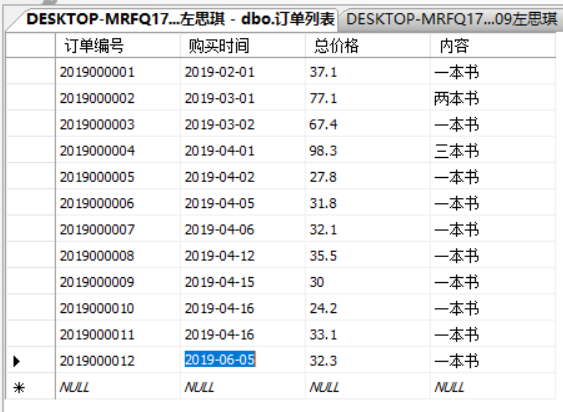 DESKTOP-MRFQ17...左思琪 - dbo.订单列表 DESKTOP-MRFQ17...09左思琪
订单编号 购买时间 总价格 内容
2019000001 2019-02-01 37.1 一本书
2019000002 2019-03-01 77.1 两本书
2019000003 2019-03-02 67.4 一本书
2019000004 2019-04-01 98.3 三本书
2019000005 2019-04-02 27.8 一本书
2019000006 2019-04-05 31.8 一本书
2019000007 2019-04-06 32.1 一本书
2019000008 2019-04-12 35.5 一本书
2019000009 2019-04-15 30 一本书
2019000010 2019-04-16 24.2 一本书
2019000011 2019-04-16 33.1 一本书
2019000012 2019-06-05 32.3 一本书
NULL NULL NULL NULL